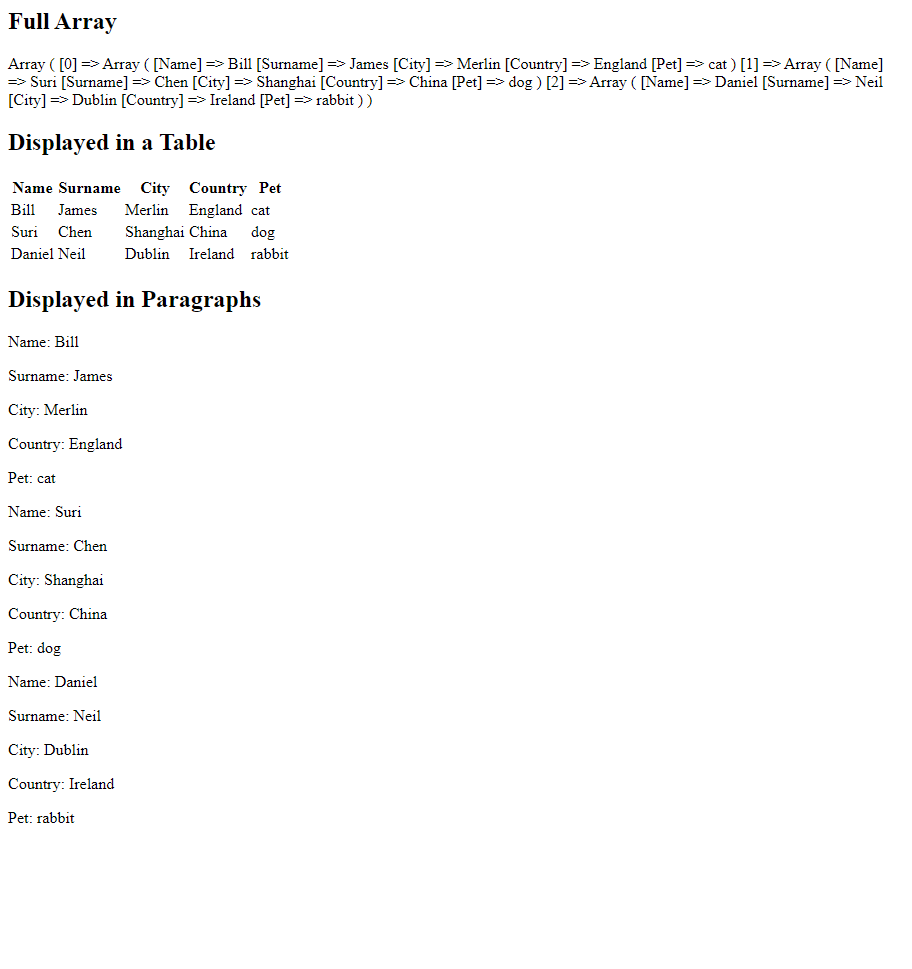 Full Array
Array ( [0] => Array ( [Name] => Bill [Surname] => James [City] => Merlin [Country] => England [Pet] => cat ) [1] => Array ( [Name]
=> Suri [Surname] => Chen [City] => Shanghai [Country] => China [Pet] => dog ) [2] => Array ( [Name] => Daniel [Surname] => Neil
[City] => Dublin [Country] => Ireland [Pet] => rabbit ) )
Displayed in a Table
Name Surname City Country Pet
Bill James Merlin England cat
Suri Chen Shanghai China dog
Daniel Neil Dublin Ireland rabbit
Displayed in Paragraphs
Name: Bill
Surname: James
City: Merlin
Country: England
Pet: cat
Name: Suri
Surname: Chen
City: Shanghai
Country: China
Pet: dog
Name: Daniel
Surname: Neil
City: Dublin
Country: Ireland
Pet: rabbit